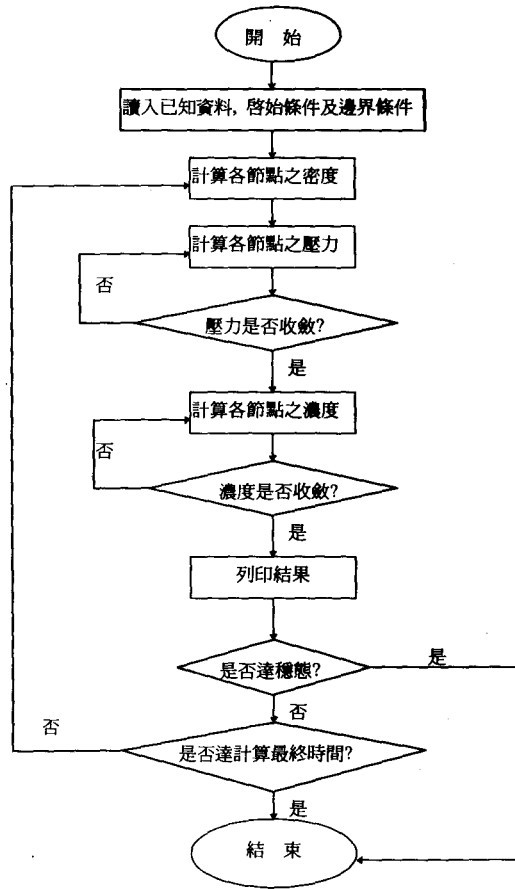 開 始
讀入已知資料, 啓始條件及邊界條件
計算各節點之密度
計算各節點之壓力
否
壓力是否收斂?
是
計算各節點之濃度
否
濃度是否收斂?
是
列印結果
是否達穩態?
是
否
否
是否達計算最終時間?
是
結 束